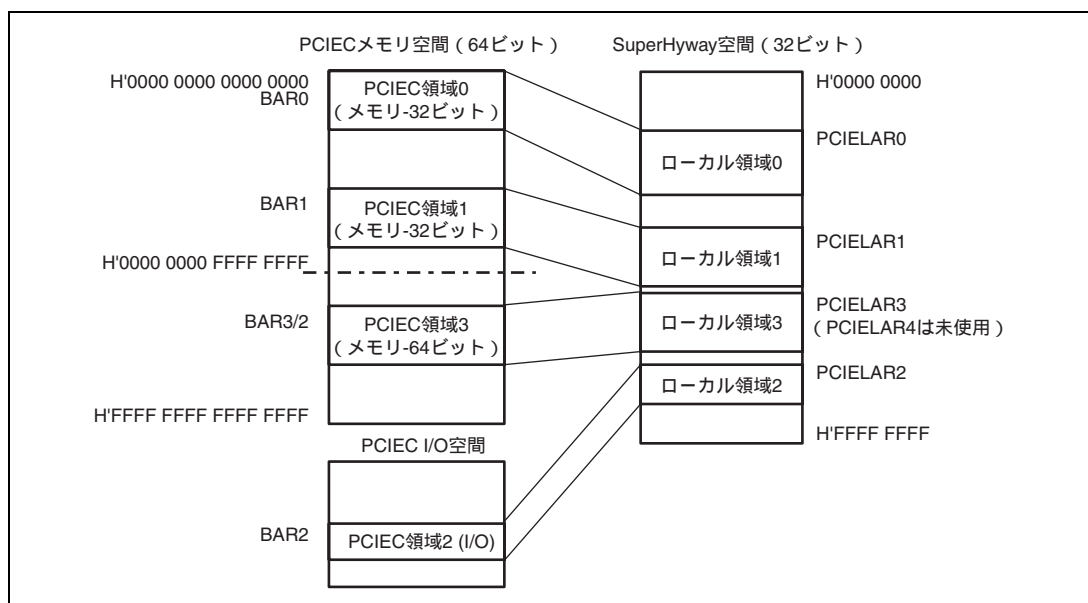 PCIECメモリ空間（64ビット）
SuperHyway空間（32ビット）
H'0000 0000 0000 0000
BAR0
PCIEC領域0
（メモリ-32ビット）
H'0000 0000
PCIELAR0
ローカル領域0
BAR1
PCIEC領域1
（メモリ-32ビット）
PCIELAR1
ローカル領域1
H'0000 0000 FFFF FFFF
BAR3/2
PCIEC領域3
（メモリ-64ビット）
ローカル領域3
PCIELAR3
（PCIELAR4は未使用）
ローカル領域2
PCIELAR2
H'FFFF FFFF FFFF FFFF
H'FFFF FFFF
PCIEC I/O空間
BAR2
PCIEC領域2 (I/O)